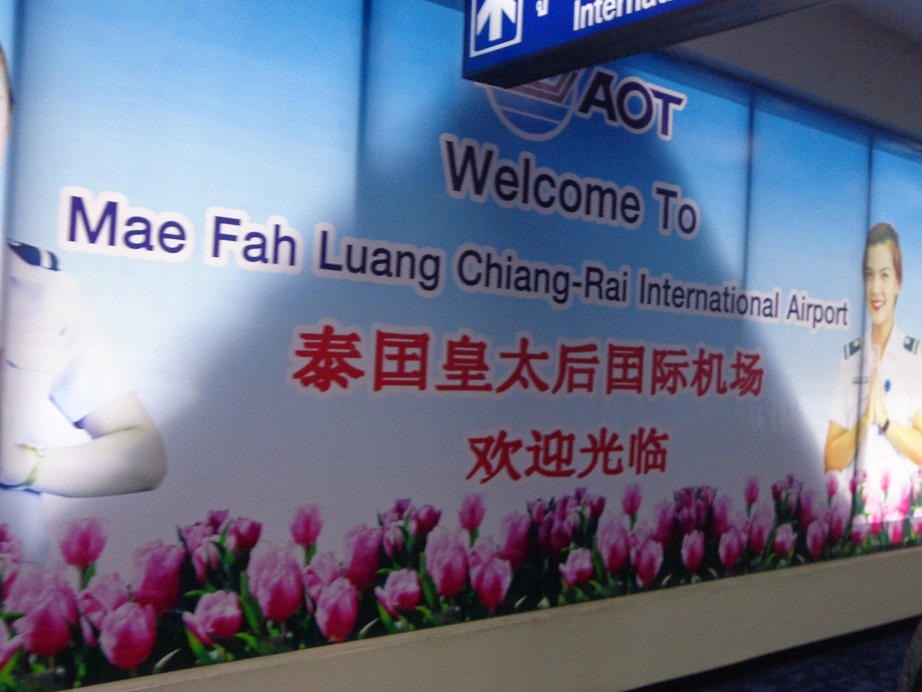 Internat
AOT
Welcome To
Mae Fah Luang Chiang-Rai International Airport
泰国皇太后国际机场
欢迎光临